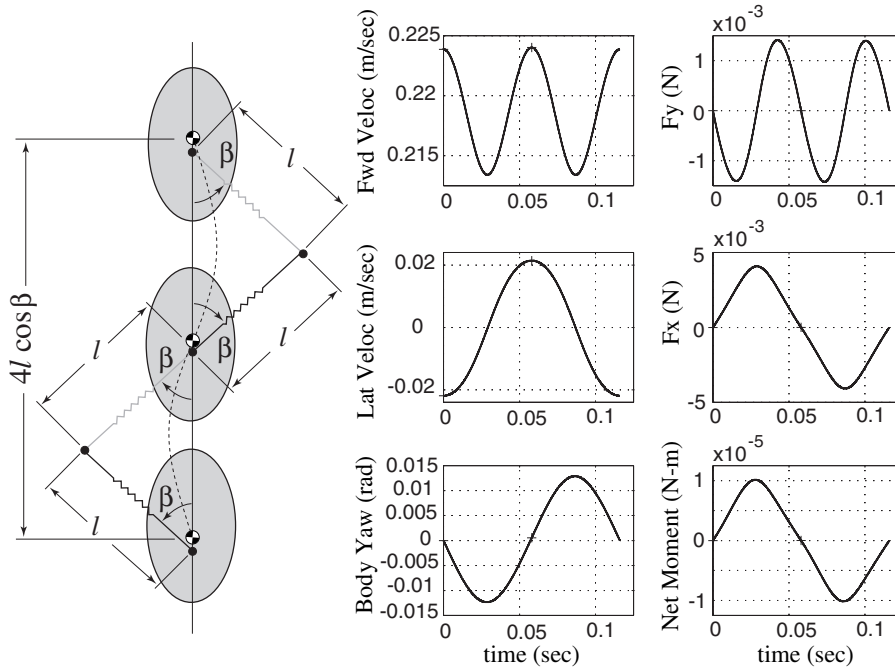 4l cosβ
β
l
l
β
β
l
l
β
Fwd Veloc (m/sec)
0.225
0.22
0.215
0
0.05
0.1
Fy (N)
x10⁻³
1
0
-1
0
0.05
0.1
Lat Veloc (m/sec)
0.02
0
-0.02
0
0.05
0.1
Fx (N)
x10⁻³
5
0
-5
0
0.05
0.1
Body Yaw (rad)
0.015
0.01
0.005
0
-0.005
-0.01
-0.015
0
0.05
0.1
time (sec)
Net Moment (N-m)
x10⁻⁵
1
0
-1
0
0.05
0.1
time (sec)